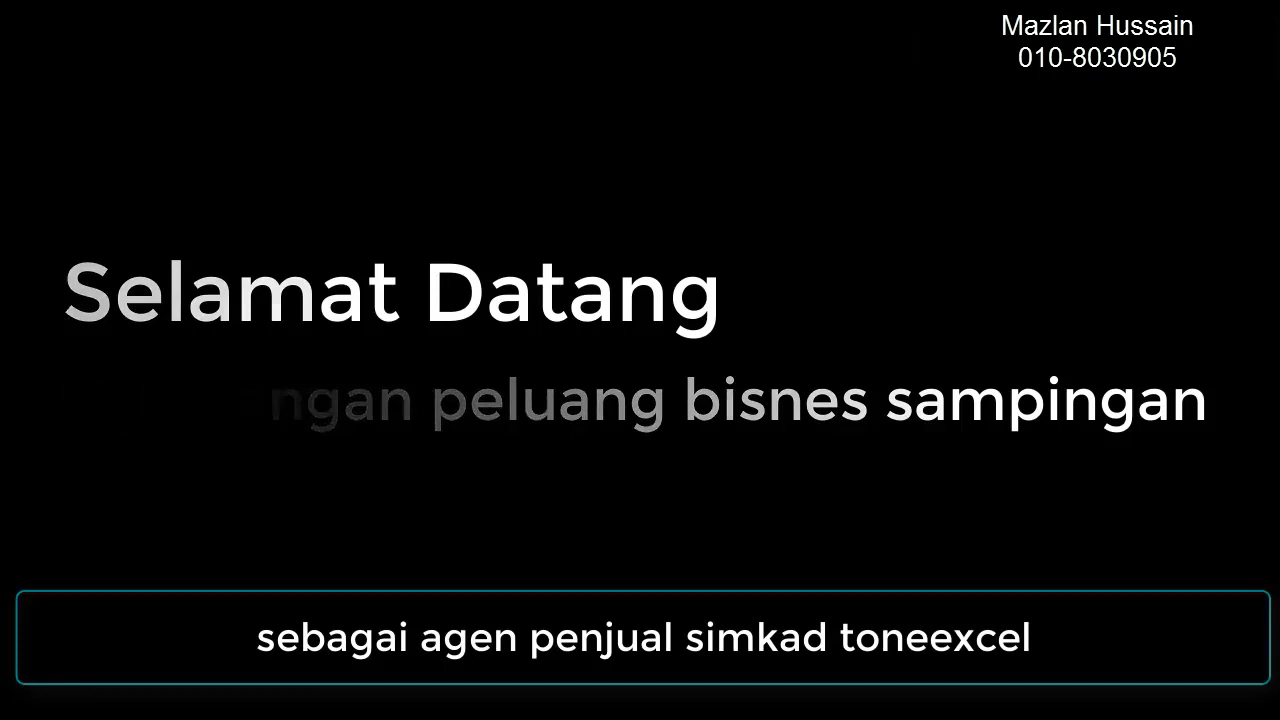 Mazlan Hussain
010-8030905
Selamat Datang
peluang bisnes sampingan
sebagai agen penjual simkad toneexcel